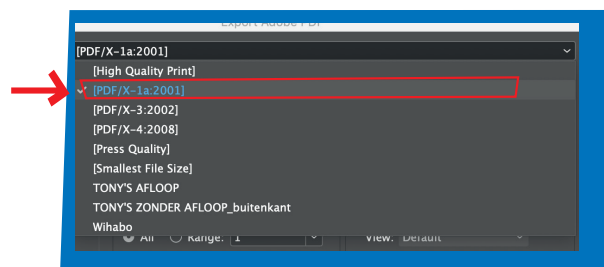 Export Adobe PDF
[PDF/X-1a:2001]
[High Quality Print]
[PDF/X-1a:2001]
[PDF/X-3:2002]
[PDF/X-4:2008]
[Press Quality]
[Smallest File Size]
TONY'S AFLOOP
TONY'S ZONDER AFLOOP_buitenkant
Wihabo
All Range: 1 View: Default